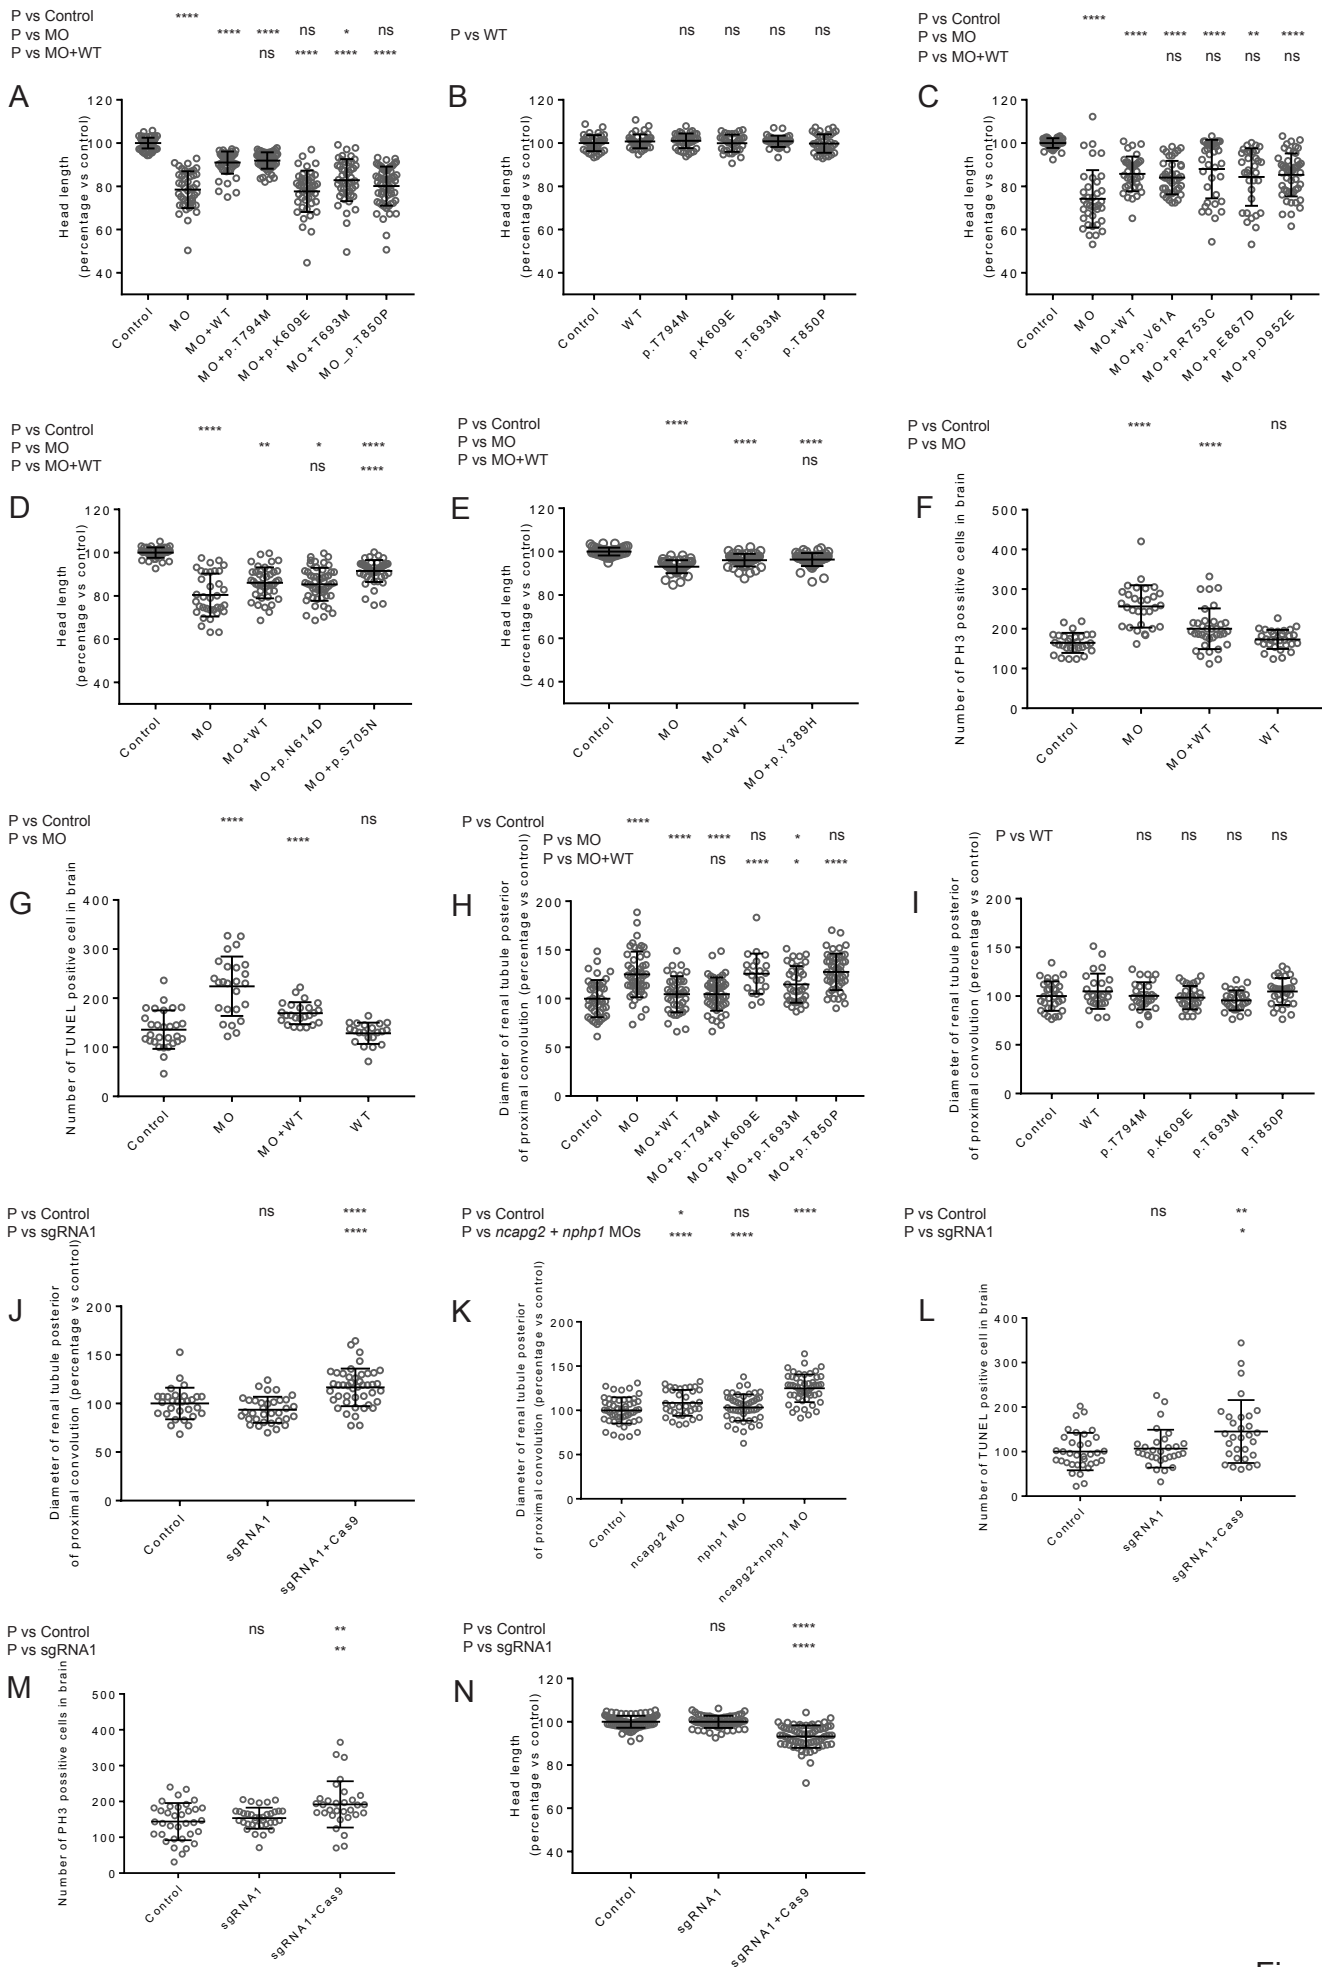 P vs Control ****
P vs MO **** **** ns * ns
P vs MO+WT ns **** **** ****
A
Head length
(percentage vs control)
120
100
80
60
40
Control
MO
MO+WT
MO+p.T794M
MO+p.K609E
MO+T693M
MO_p.T850P
P vs WT ns ns ns ns
B
Head length
(percentage vs control)
120
100
80
60
40
Control
WT
p.T794M
p.K609E
p.T693M
p.T850P
P vs Control ****
P vs MO **** **** **** ** ****
P vs MO+WT ns ns ns ns
C
Head length
(percentage vs control)
120
100
80
60
40
Control
MO
MO+WT
MO+p.V61A
MO+p.R753C
MO+p.E867D
MO+p.D952E
P vs Control ****
P vs MO ** * ****
P vs MO+WT ns ****
D
Head length
(percentage vs control)
120
100
80
60
40
Control
MO
MO+WT
MO+p.N614D
MO+p.S705N
P vs Control ****
P vs MO **** ****
P vs MO+WT ns
E
Head length
(percentage vs control)
120
100
80
60
40
Control
MO
MO+WT
MO+p.Y389H
P vs Control **** ns
P vs MO ****
F
Number of PH3 possitive cells in brain
500
400
300
200
100
0
Control
MO
MO+WT
WT
P vs Control **** ns
P vs MO ****
G
Number of TUNEL positive cell in brain
400
300
200
100
0
Control
MO
MO+WT
WT
P vs Control ****
P vs MO **** **** ns * ns
P vs MO+WT ns **** * ****
H
Diameter of renal tubule posterior
of proximal convolution (percentage vs control)
200
150
100
50
0
Control
MO
MO+WT
MO+p.T794M
MO+p.K609E
MO+p.T693M
MO+p.T850P
P vs WT ns ns ns ns
I
Diameter of renal tubule posterior
of proximal convolution (percentage vs control)
200
150
100
50
0
Control
WT
p.T794M
p.K609E
p.T693M
p.T850P
P vs Control ns ****
P vs sgRNA1 ****
J
Diameter of renal tubule posterior
of proximal convolution (percentage vs control)
200
150
100
50
0
Control
sgRNA1
sgRNA1+Cas9
P vs Control * ns ****
P vs ncapg2 + nphp1 MOs **** ****
K
Diameter of renal tubule posterior
of proximal convolution (percentage vs control)
200
150
100
50
0
Control
ncapg2 MO
nphp1 MO
ncapg2+nphp1 MO
P vs Control ns **
P vs sgRNA1 *
L
Number of TUNEL positive cell in brain
400
300
200
100
0
Control
sgRNA1
sgRNA1+Cas9
P vs Control ns **
P vs sgRNA1 **
M
Number of PH3 possitive cells in brain
500
400
300
200
100
0
Control
sgRNA1
sgRNA1+Cas9
P vs Control ns ****
P vs sgRNA1 ****
N
Head length
(percentage vs control)
120
100
80
60
40
Control
sgRNA1
sgRNA1+Cas9